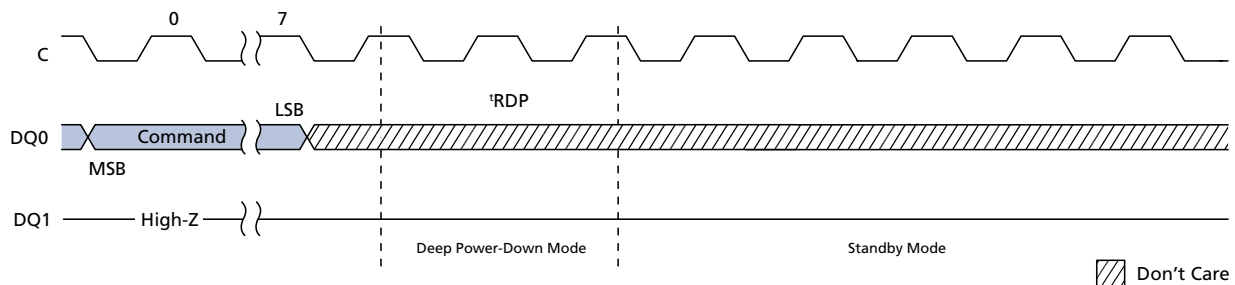 0 7
C
LSB
ᵗRDP
DQ0 Command
MSB
DQ1 High-Z
Deep Power-Down Mode Standby Mode
Don't Care